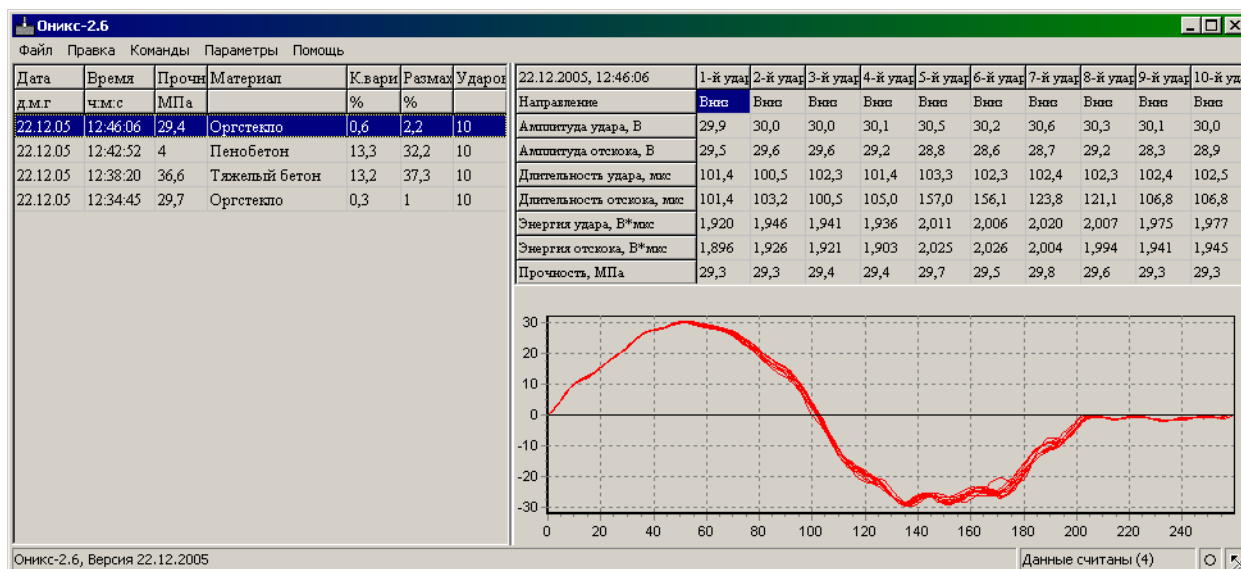 Оникс-2.6
Файл Правка Команды Параметры Помощь
Дата Время Прочн Материал К.вари Размах Ударов
д.м.г ч:м:с МПа % %
22.12.05 12:46:06 29,4 Оргстекло 0,6 2,2 10
22.12.05 12:42:52 4 Пенобетон 13,3 32,2 10
22.12.05 12:38:20 36,6 Тяжелый бетон 13,2 37,3 10
22.12.05 12:34:45 29,7 Оргстекло 0,3 1 10
22.12.2005, 12:46:06 1-й удар 2-й удар 3-й удар 4-й удар 5-й удар 6-й удар 7-й удар 8-й удар 9-й удар 10-й уд
Направление Вниз Вниз Вниз Вниз Вниз Вниз Вниз Вниз Вниз Вниз
Амплитуда удара, В 29,9 30,0 30,0 30,1 30,5 30,2 30,6 30,3 30,1 30,0
Амплитуда отскока, В 29,5 29,6 29,6 29,2 28,8 28,6 28,7 29,2 28,3 28,9
Длительность удара, мкс 101,4 100,5 102,3 101,4 103,3 102,3 102,4 102,3 102,4 102,5
Длительность отскока, мкс 101,4 103,2 100,5 105,0 157,0 156,1 123,8 121,1 106,8 106,8
Энергия удара, В*мкс 1,920 1,946 1,941 1,936 2,011 2,006 2,020 2,007 1,975 1,977
Энергия отскока, В*мкс 1,896 1,926 1,921 1,903 2,025 2,026 2,004 1,994 1,941 1,945
Прочность, МПа 29,3 29,3 29,4 29,4 29,7 29,5 29,8 29,6 29,3 29,3
30
20
10
0
-10
-20
-30
0 20 40 60 80 100 120 140 160 180 200 220 240
Оникс-2.6, Версия 22.12.2005 Данные считаны (4)